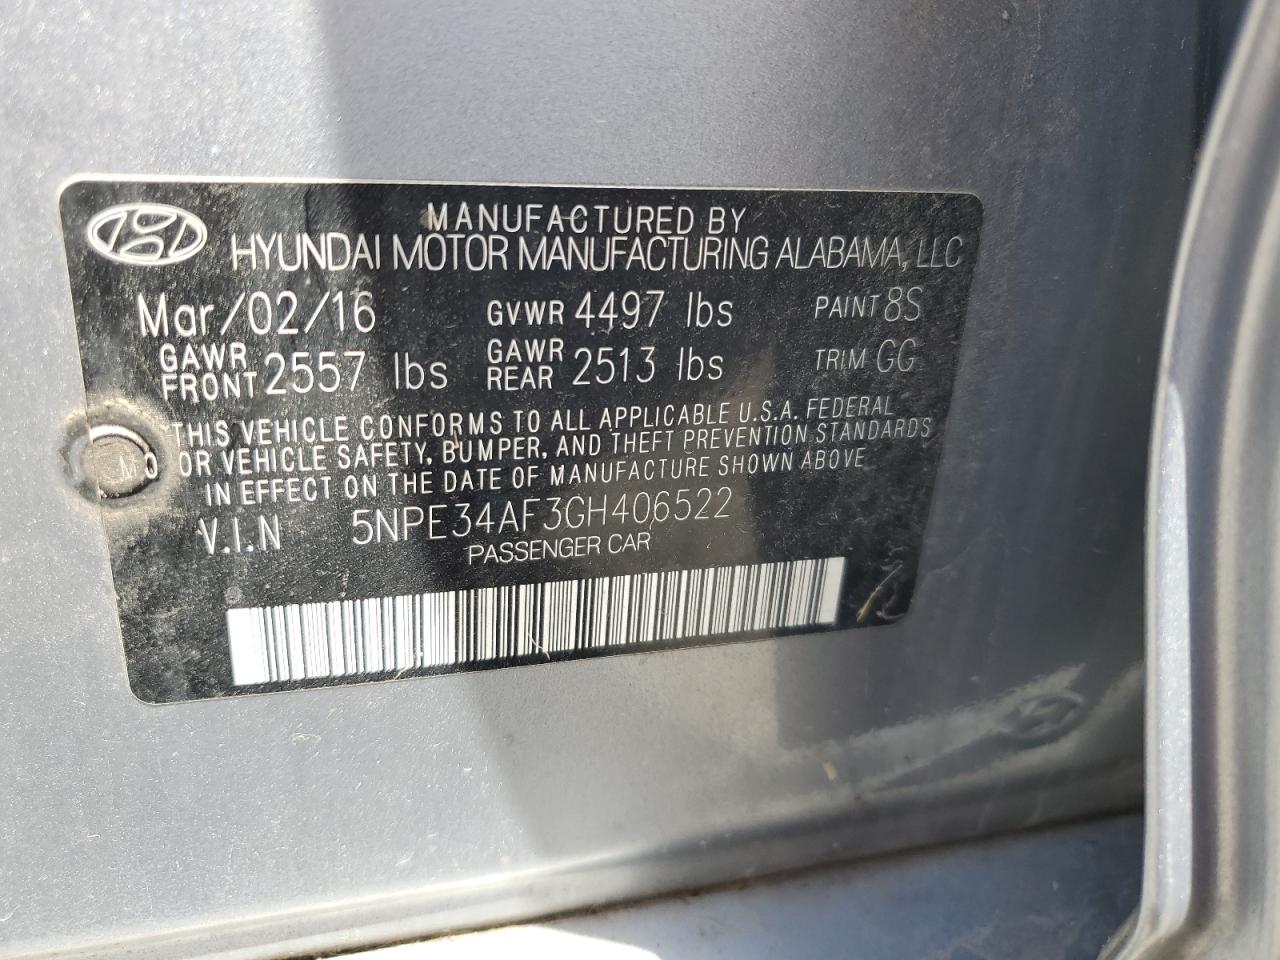 MANUFACTURED BY
HYUNDAI MOTOR MANUFACTURING ALABAMA, LLC
Mar/02/16 GVWR 4497 lbs PAINT 8S
GAWR FRONT 2557 lbs GAWR REAR 2513 lbs TRIM GG
THIS VEHICLE CONFORMS TO ALL APPLICABLE U.S.A. FEDERAL
MO OR VEHICLE SAFETY, BUMPER, AND THEFT PREVENTION STANDARDS
IN EFFECT ON THE DATE OF MANUFACTURE SHOWN ABOVE
V.I.N 5NPE34AF3GH406522
PASSENGER CAR